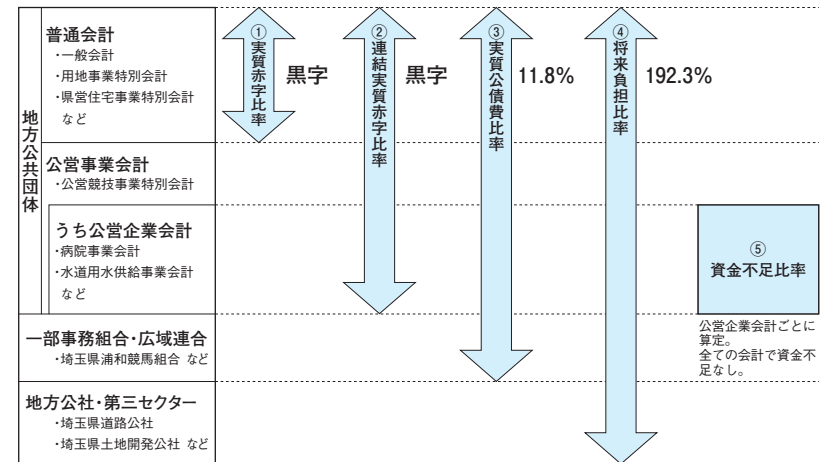 地方公共団体
普通会計
・一般会計
・用地事業特別会計
・県営住宅事業特別会計
など
公営事業会計
・公営競技事業特別会計
うち公営企業会計
・病院事業会計
・水道用水供給事業会計
など
一部事務組合・広域連合
・埼玉県浦和競馬組合 など
地方公社・第三セクター
・埼玉県道路公社
・埼玉県土地開発公社 など
①実質赤字比率
黒字
②連結実質赤字比率
黒字
③実質公債費比率
11.8%
④将来負担比率
192.3%
⑤
資金不足比率
公営企業会計ごとに
算定。
全ての会計で資金不
足なし。